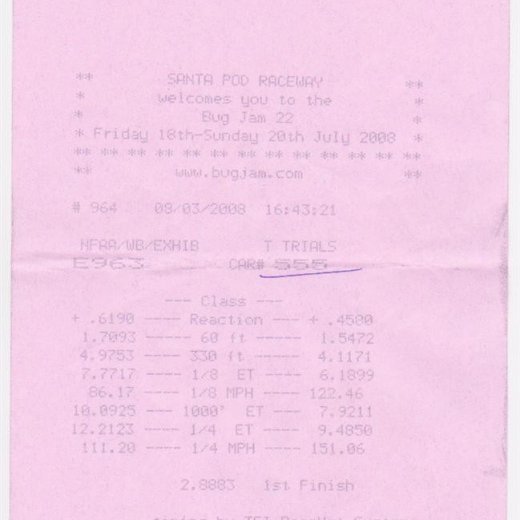 ** SANTA POD RACEWAY **
* welcomes you to the *
* Bug Jam 22 *
* Friday 18th-Sunday 20th July 2008 *
** ** ** ** ** ** ** ** ** ** ** ** **
** www.bugjam.com **
# 964 09/03/2008 16:43:21
NFAA/WB/EXHIB T TRIALS
E963 CAR# 555
--- Class ---
+ .6190 ---- Reaction --- + .4580
1.7093 ----- 60 ft ----- 1.5472
4.9753 ---- 330 ft ---- 4.1171
7.7717 ---- 1/8 ET ---- 6.1899
86.17 ---- 1/8 MPH ---- 122.46
10.0925 --- 1000' ET ---- 7.9211
12.2123 ---- 1/4 ET ---- 9.4850
111.20 ---- 1/4 MPH ---- 151.06
2.8883 1st Finish